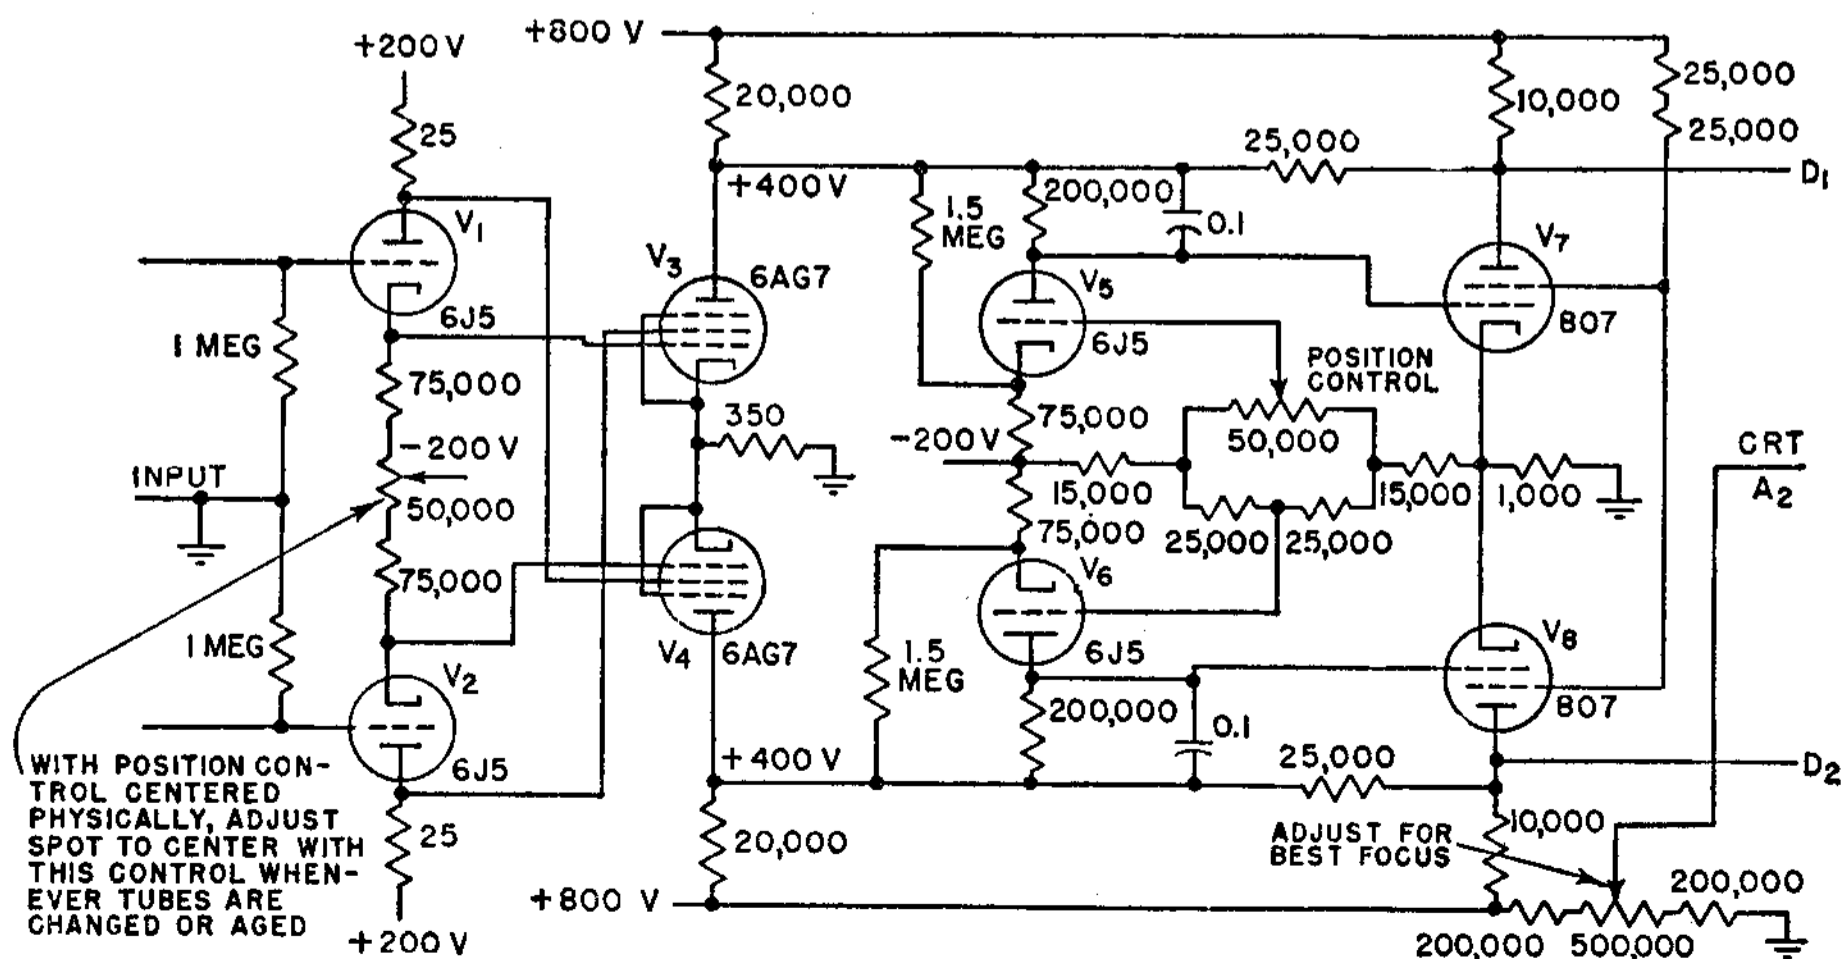 +800 V
+200 V
25
20,000
10,000
25,000
25,000
25,000
D1
+400 V
200,000
1.5
MEG
0.1
V1
V3
6AG7
V5
V7
6J5
6J5
807
1 MEG
POSITION
CONTROL
75,000
350
75,000
50,000
-200 V
-200 V
CRT
A2
INPUT
50,000
15,000
15,000
1,000
25,000
25,000
75,000
75,000
V6
V8
1 MEG
V4
6AG7
1.5
MEG
6J5
807
V2
200,000
0.1
6J5
+400 V
25,000
D2
WITH POSITION CON-
TROL CENTERED
PHYSICALLY, ADJUST
SPOT TO CENTER WITH
THIS CONTROL WHEN-
EVER TUBES ARE
CHANGED OR AGED
25
20,000
ADJUST FOR
BEST FOCUS
10,000
200,000
+800 V
+200 V
200,000
500,000